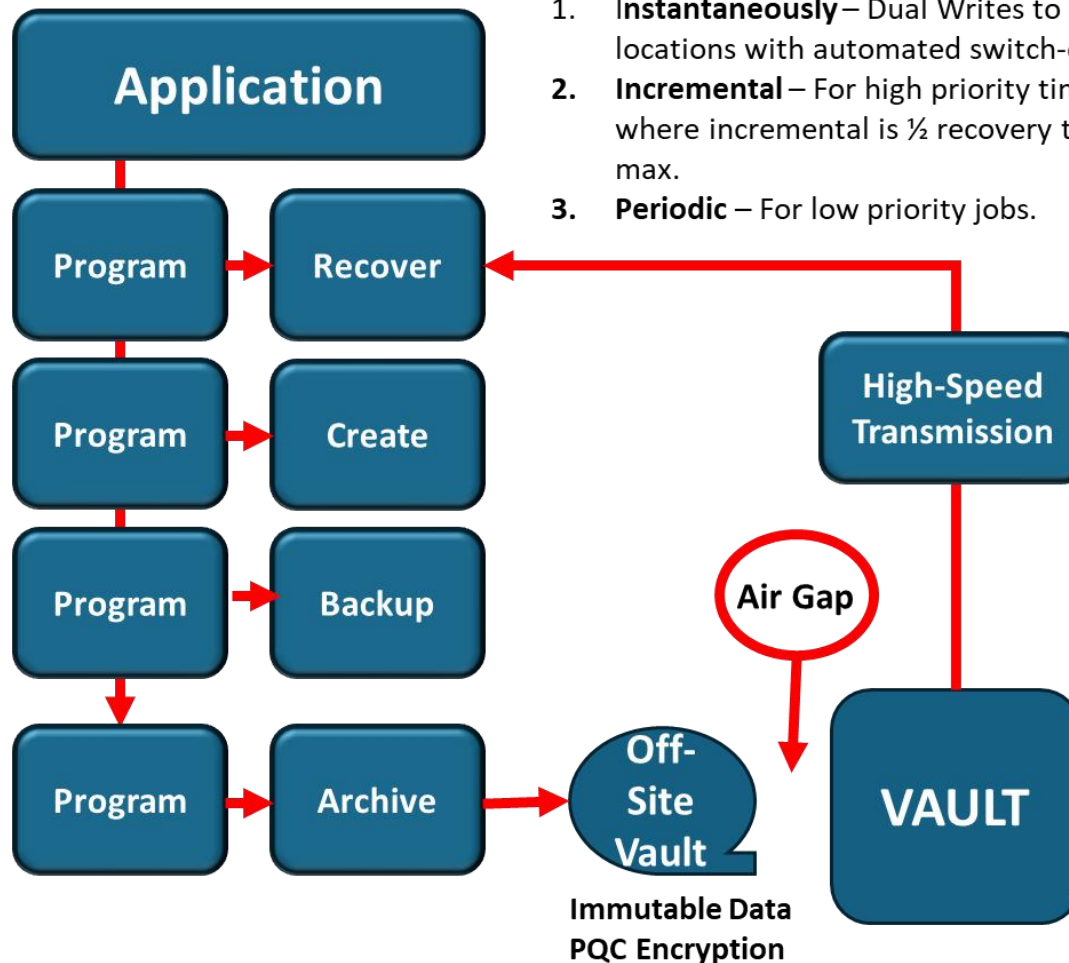 Application
1. Instantaneously – Dual Writes to
locations with automated
2. Incremental – For high priority
where incremental is ½ recovery
max.
3. Periodic – For low priority jobs.
Program
Recover
High-Speed
Transmission
Program
Create
Air Gap
Program
Backup
Program
Archive
Off-
Site
Vault
VAULT
Immutable Data
PQC Encryption